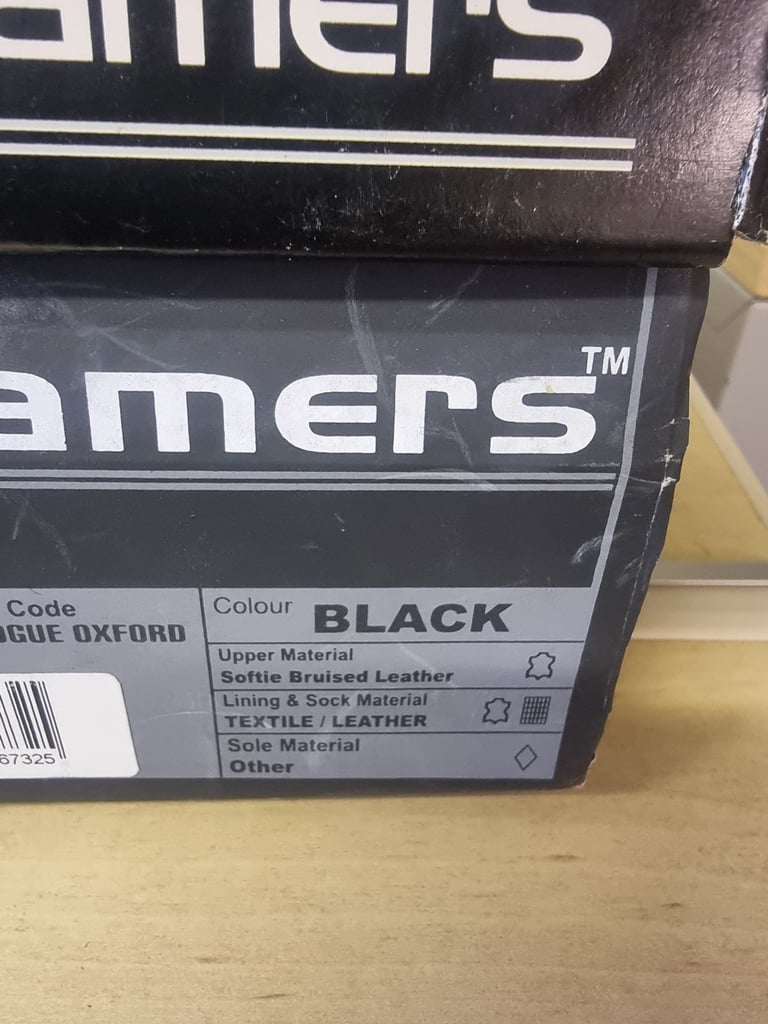 amers
amers™
Code
OGUE OXFORD
67325
Colour BLACK
Upper Material
Softie Bruised Leather
Lining & Sock Material
TEXTILE / LEATHER
Sole Material
Other